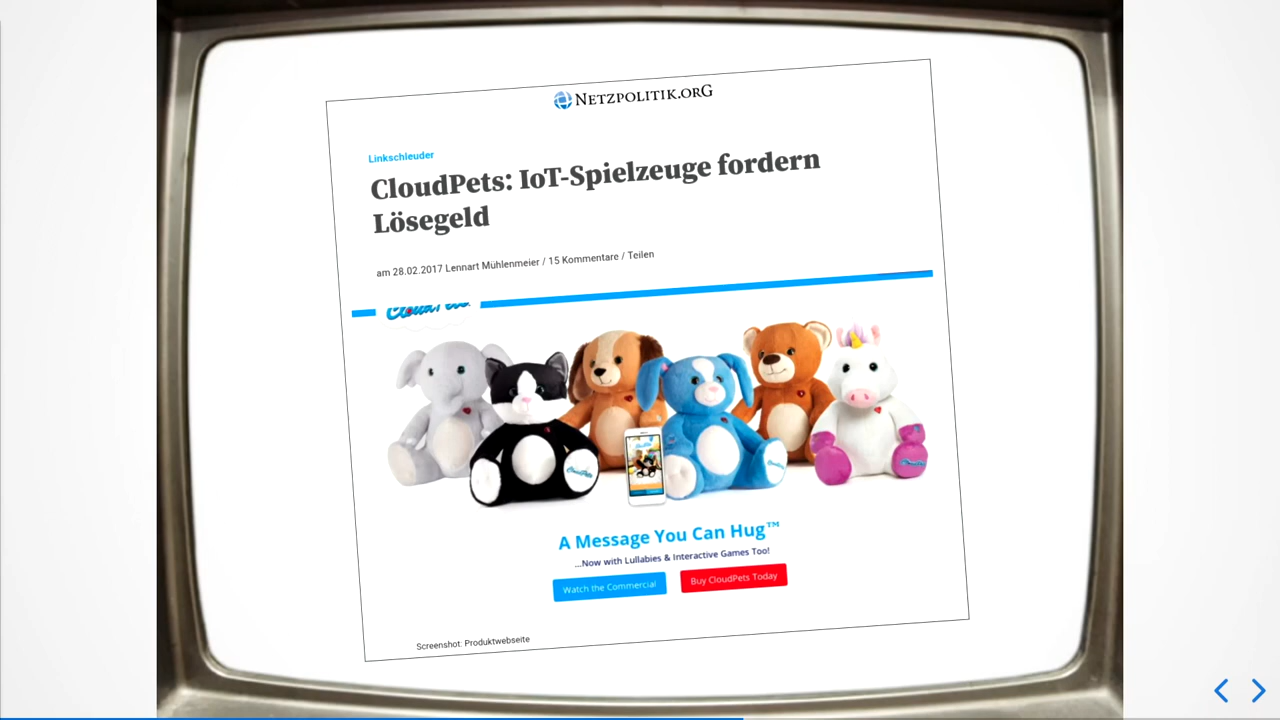 NETZPOLITIK.ORG
Linkschleuder
CloudPets: IoT-Spielzeuge fordern
Lösegeld
am 28.02.2017 Lennart Mühlenmeier / 15 Kommentare / Teilen
CloudPets
A Message You Can Hug™
...Now with Lullabies & Interactive Games Too!
Watch the Commercial
Buy CloudPets Today
Screenshot: Produktwebseite